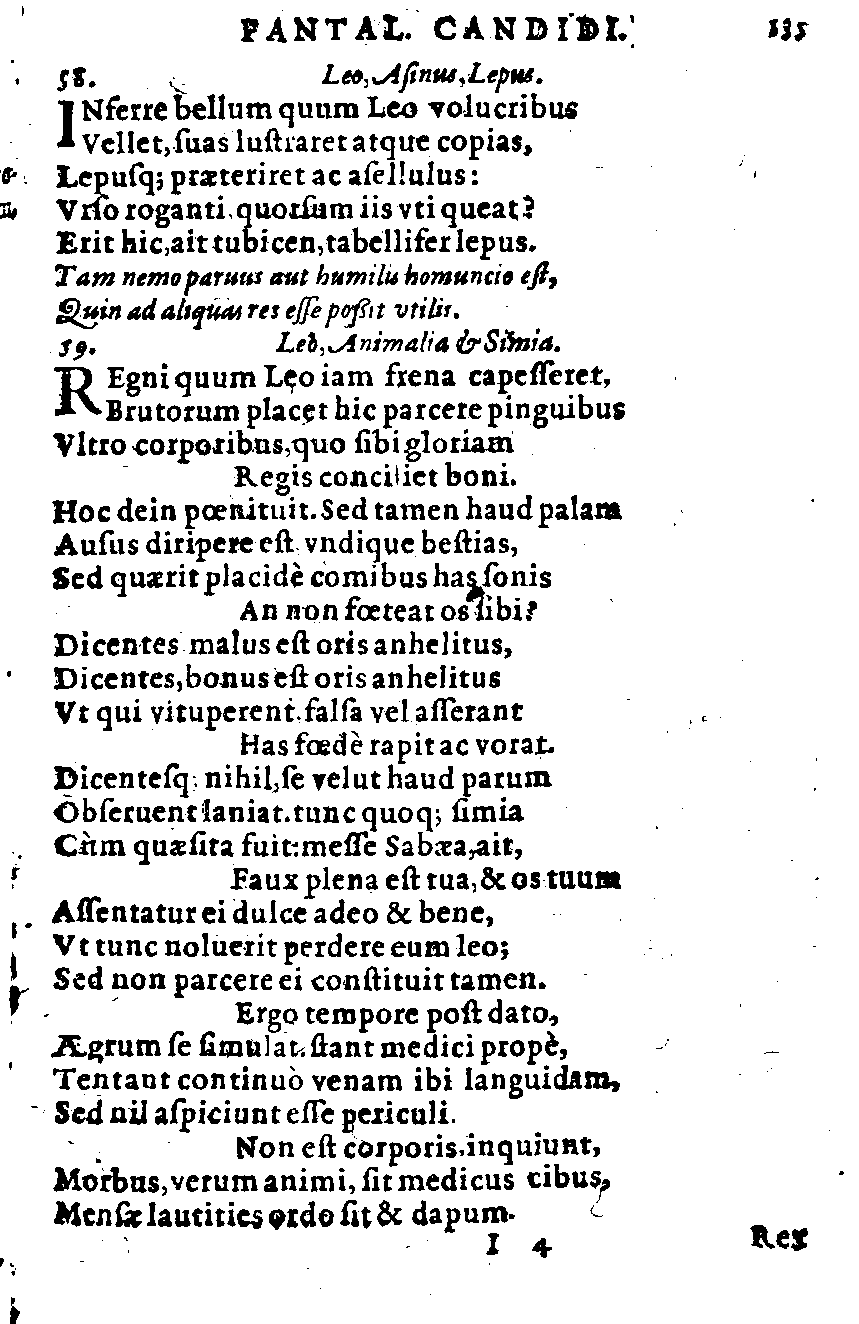 PANTAL. CANDIDI. 135
58. Leo, Aſinus, Lepus.
INferre bellum quum Leo volucribus
Vellet, ſuas luſtraret atque copias,
Lepuſq; præteriret ac aſellulus:
Vrſo roganti, quorſum iis vti queat?
Erit hic, ait tubicen, tabellifer lepus.
Tam nemo paruus aut humilis homuncio eſt,
Quin ad aliquas res eſſe poſsit vtilis.
59. Leo, Animalia & Simia.
REgni quum Leo iam frena capeſſeret,
Brutorum placet hic parcere pinguibus
Vltro corporibus, quo ſibi gloriam
Regis conciliet boni.
Hoc dein pœnituit. Sed tamen haud palam
Auſus diripere eſt vndique beſtias,
Sed quærit placidè comibus has ſonis
An non fœteat os ſibi?
Dicentes malus eſt oris anhelitus,
Dicentes, bonus eſt oris anhelitus
Vt qui vituperent, falſa vel aſſerant
Has fœdè rapit ac vorat.
Dicenteſq; nihil, ſe velut haud parum
Obſeruent laniat. tunc quoq; ſimia
Cùm quæſita fuit: meſſe Sabæa, ait,
Faux plena eſt tua, & os tuum
Aſſentatur ei dulce adeo & bene,
Vt tunc noluerit perdere eum leo;
Sed non parcere ei conſtituit tamen.
Ergo tempore poſt dato,
Ægrum ſe ſimulat. ſtant medici propè,
Tentant continuò venam ibi languidam,
Sed nil aſpiciunt eſſe periculi.
Non eſt corporis, inquiunt,
Morbus, verum animi, ſit medicus cibus,
Menſæ lautities ordo ſit & dapum.
I 4 Rex